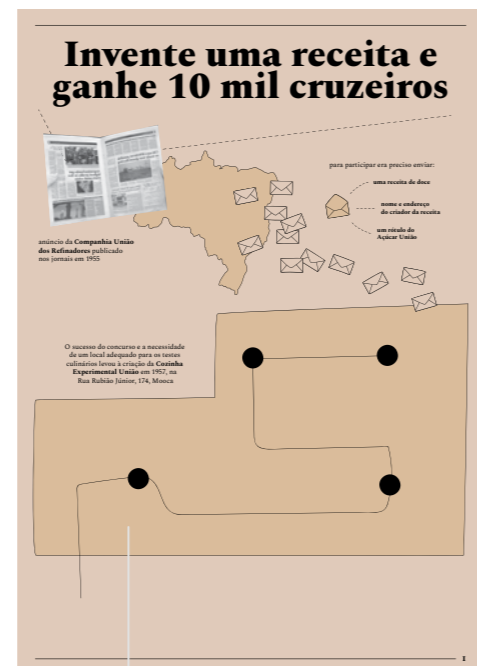 Invente uma receita e
ganhe 10 mil cruzeiros
para participar era preciso enviar:
uma receita de doce
nome e endereço
do criador da receita
um rótulo do
Açúcar União
anúncio da Companhia União
dos Refinadores publicado
nos jornais em 1955
O sucesso do concurso e a necessidade
de um local adequado para os testes
culinários levou à criação da Cozinha
Experimental União em 1957, na
Rua Rubião Júnior, 174, Mooca